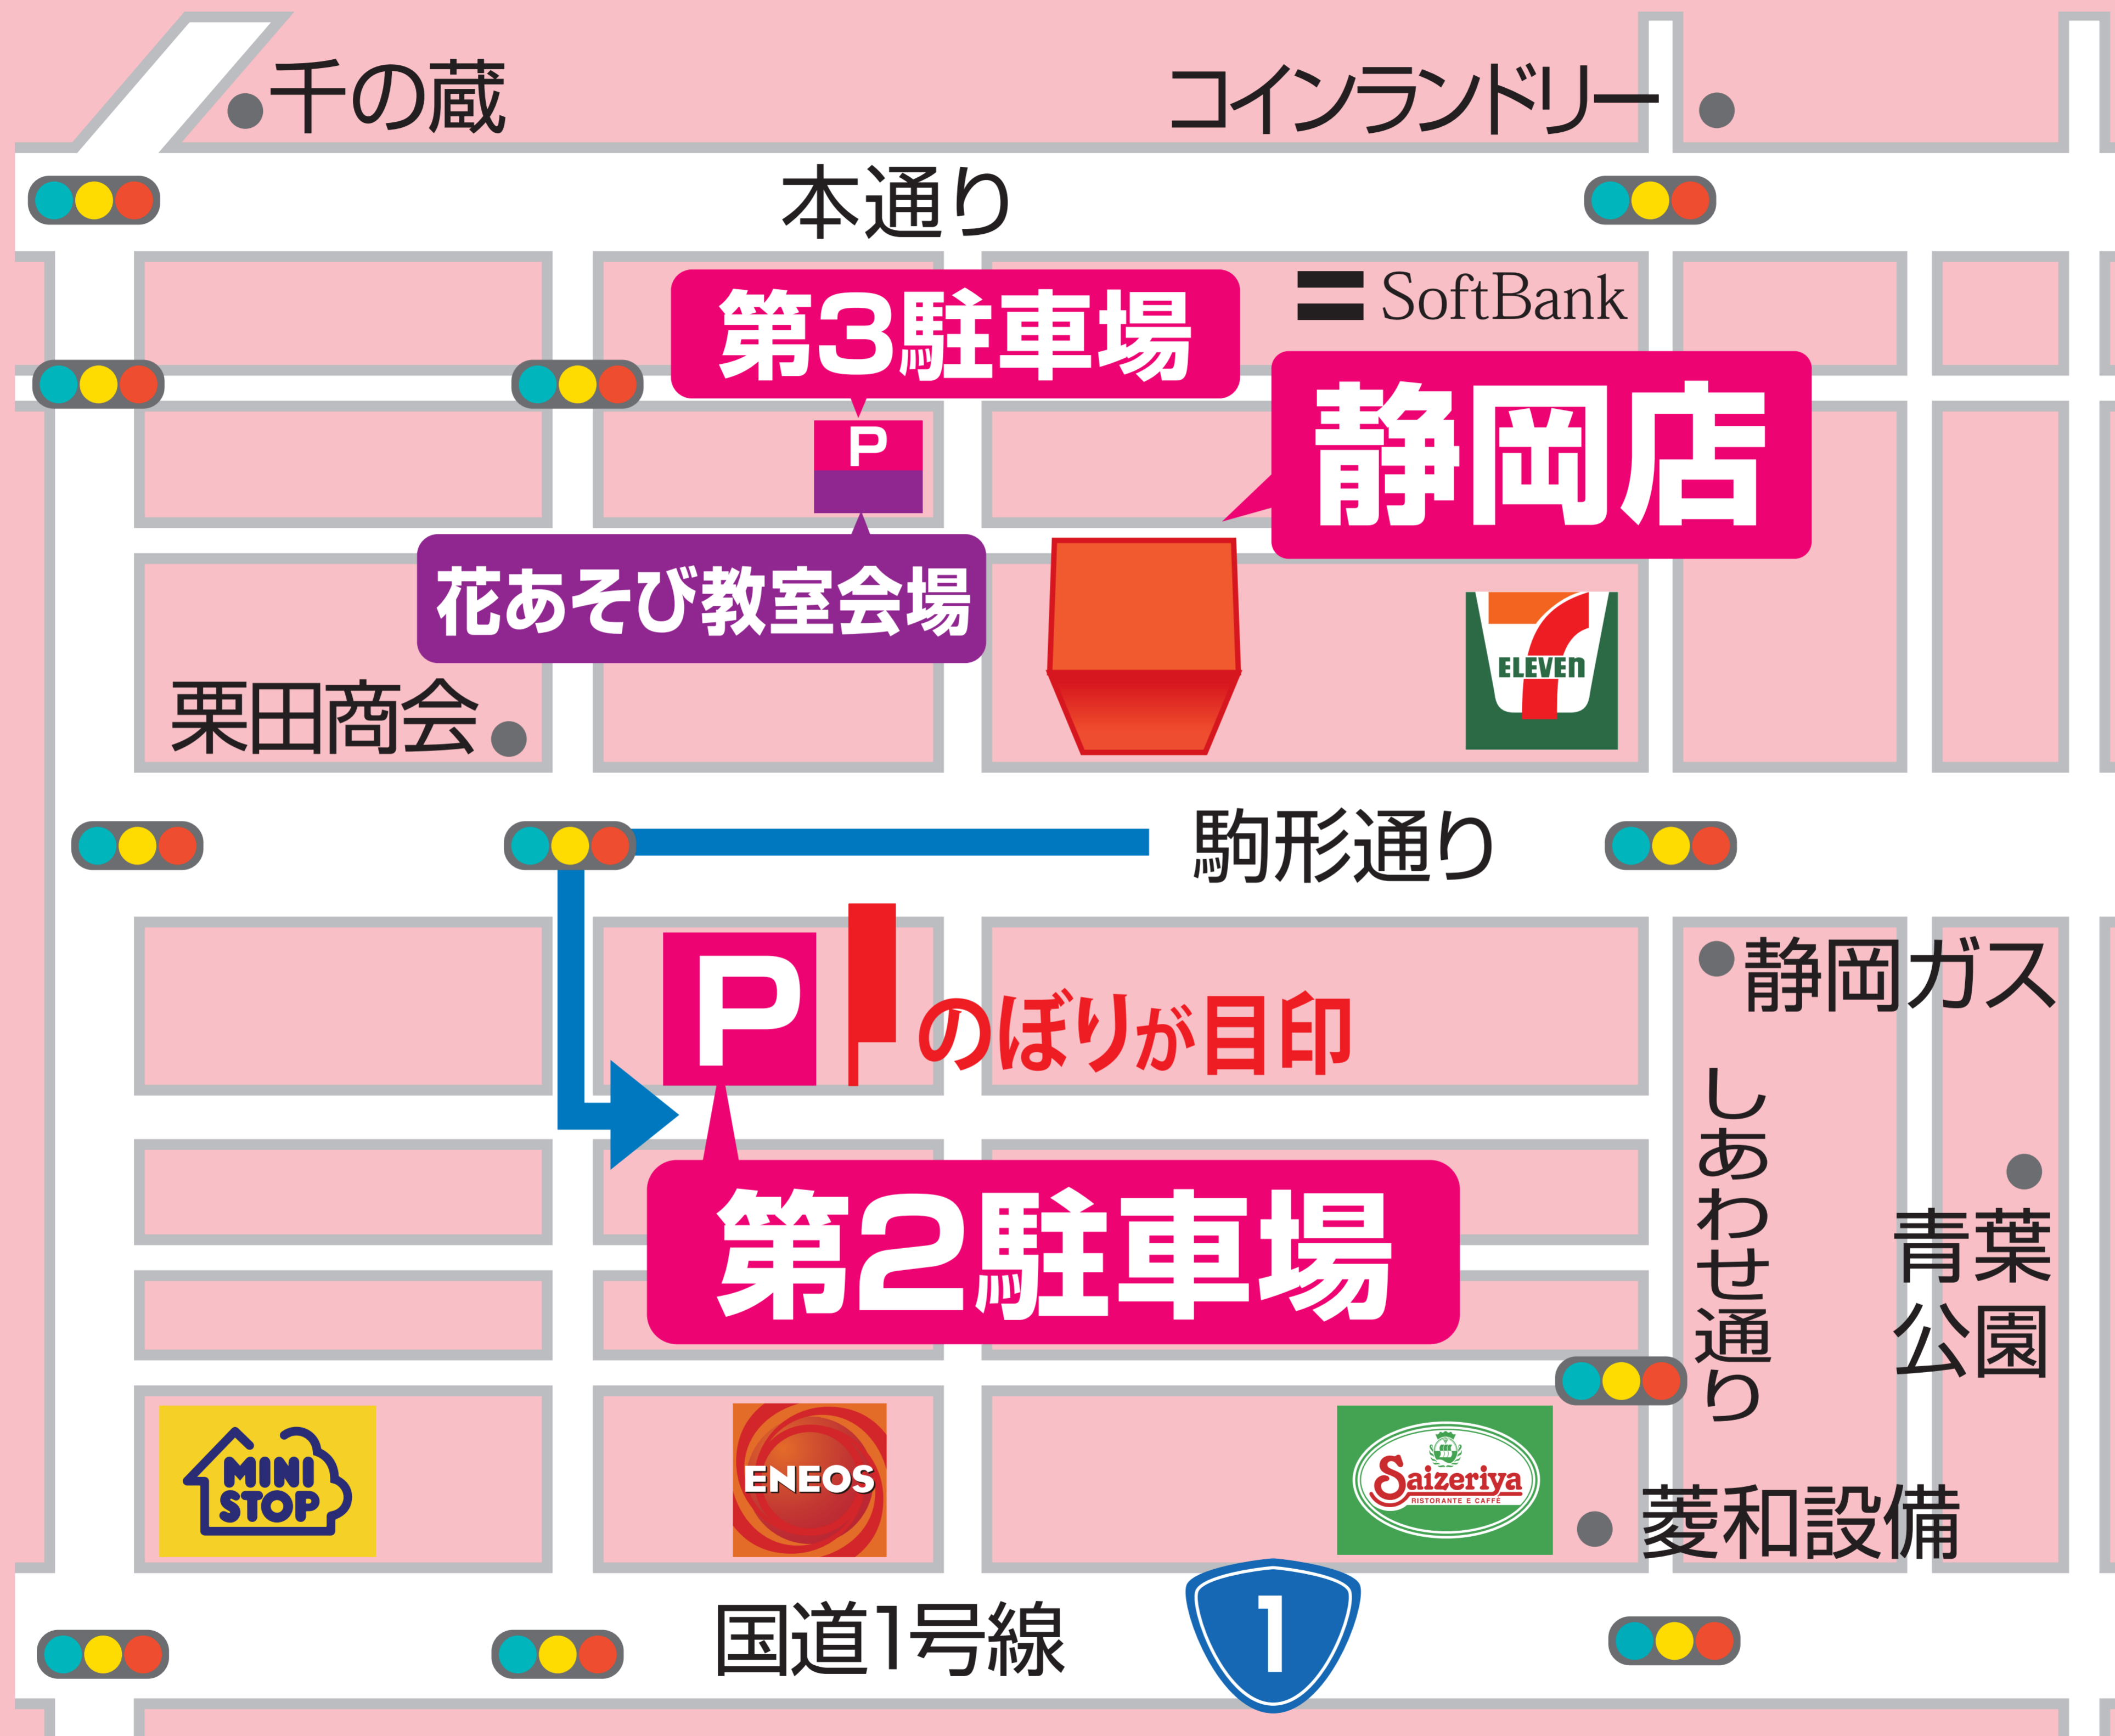 千の蔵
コインランドリー
本通り
第3駐車場
SoftBank
静岡店
P
花あそび教室会場
ELEVEn
栗田商会
駒形通り
静岡ガス
P
のぼりが目印
しあわせ通り
第2駐車場
青葉
公園
MINI
STOP
ENEOS
Saizeriya
RISTORANTE E CAFFÈ
菱和設備
国道1号線
1